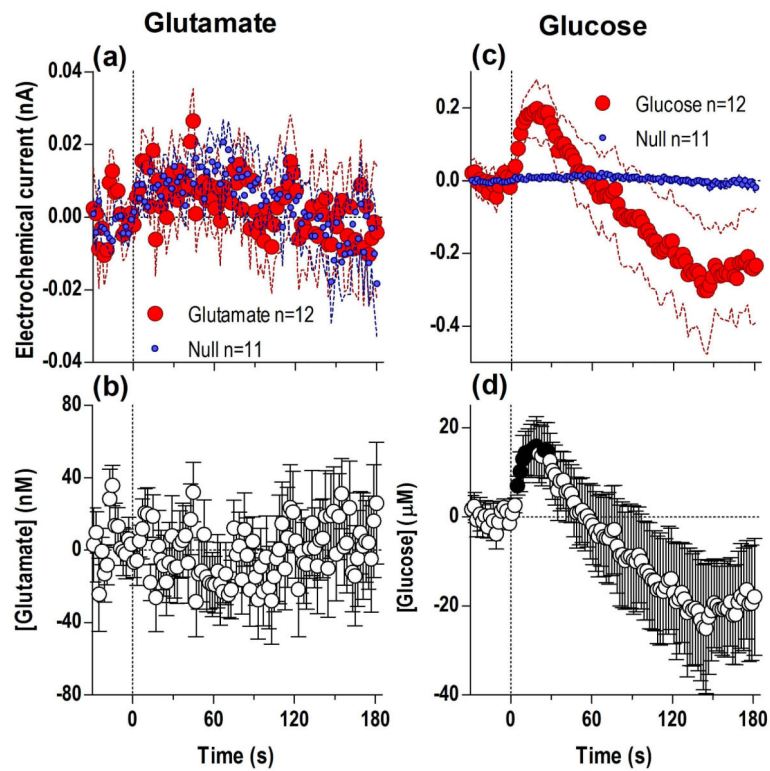 Glutamate
Glucose
(a)
(c)
Electrochemical current (nA)
0.04
0.02
0.00
-0.02
-0.04
Glutamate n=12
Null n=11
0.2
0.0
-0.2
-0.4
Glucose n=12
Null n=11
(b)
(d)
[Glutamate] (nM)
80
40
0
-40
-80
0
60
120
180
Time (s)
[Glucose] (μM)
20
0
-20
-40
0
60
120
180
Time (s)